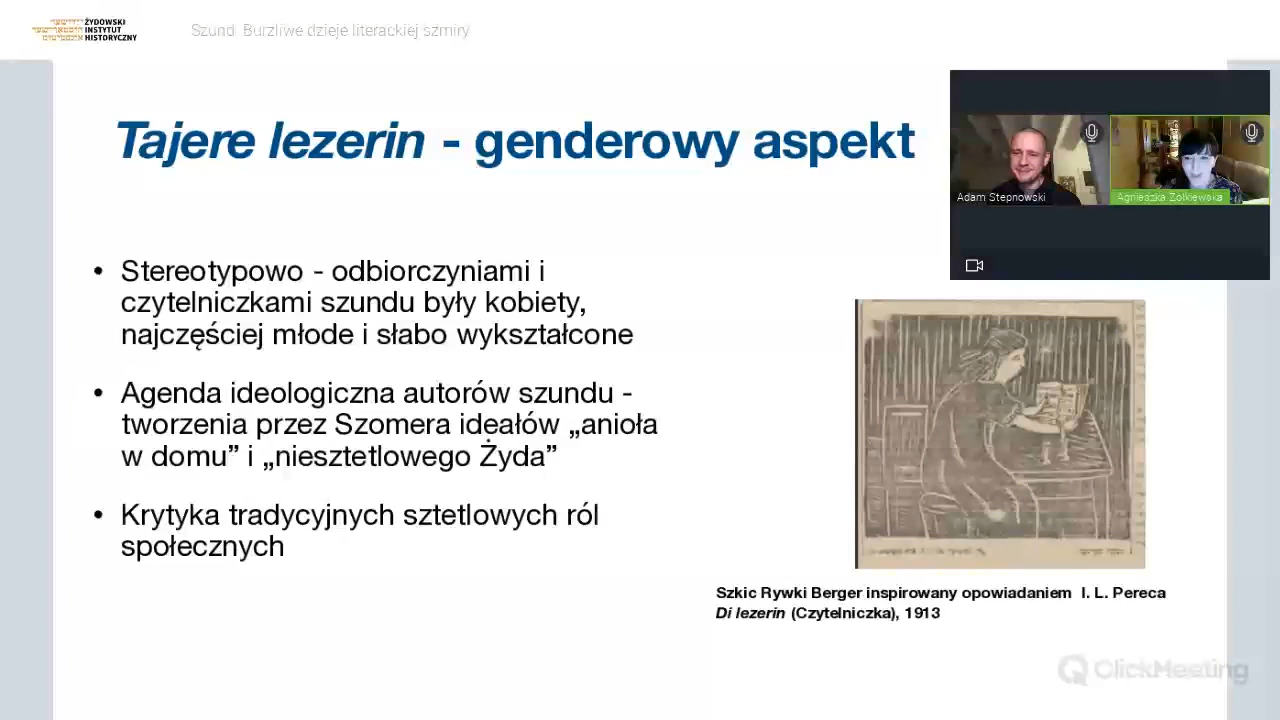 ŻYDOWSKI
INSTYTUT
HISTORYCZNY
Szund. Burzliwe dzieje literackiej szmiry
Tajere lezerin - genderowy aspekt
Adam Stepnowski
Agnieszka Żółkiewska
• Stereotypowo - odbiorczyniami i
czytelniczkami szundu były kobiety,
najczęściej młode i słabo wykształcone
• Agenda ideologiczna autorów szundu -
tworzenia przez Szomera ideałów „anioła
w domu” i „niesztetlowego Żyda”
• Krytyka tradycyjnych sztetlowych ról
społecznych
Szkic Rywki Berger inspirowany opowiadaniem I. L. Pereca
Di lezerin (Czytelniczka), 1913
ClickMeeting